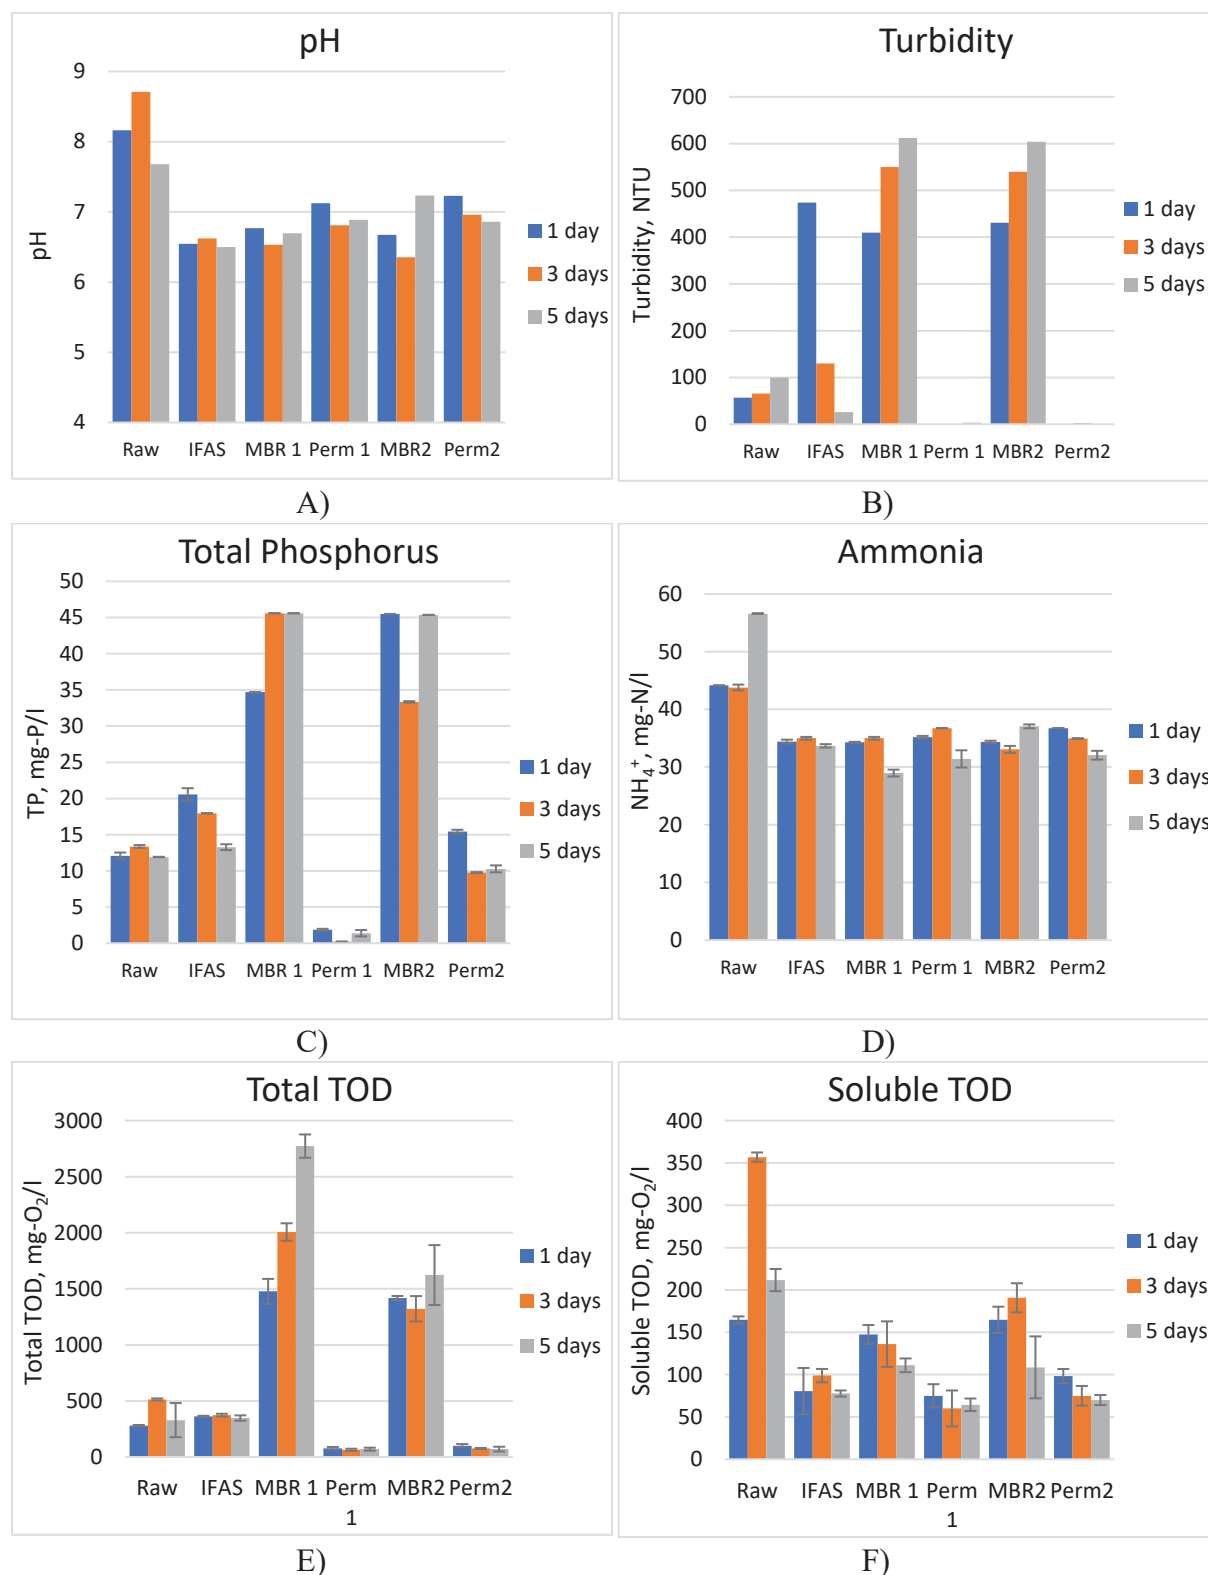 pH
9
8
7
6
5
4
pH
Raw IFAS MBR 1 Perm 1 MBR2 Perm2
1 day
3 days
5 days
A)
Turbidity
700
600
500
400
300
200
100
0
Turbidity, NTU
Raw IFAS MBR 1 Perm 1 MBR2 Perm2
1 day
3 days
5 days
B)
Total Phosphorus
50
45
40
35
30
25
20
15
10
5
0
TP, mg-P/l
Raw IFAS MBR 1 Perm 1 MBR2 Perm2
1 day
3 days
5 days
C)
Ammonia
60
50
40
30
20
10
0
NH₄⁺, mg-N/l
Raw IFAS MBR 1 Perm 1 MBR2 Perm2
1 day
3 days
5 days
D)
Total TOD
3000
2500
2000
1500
1000
500
0
Total TOD, mg-O₂/l
Raw IFAS MBR 1 Perm MBR2 Perm2
1
1 day
3 days
5 days
E)
Soluble TOD
400
350
300
250
200
150
100
50
0
Soluble TOD, mg-O₂/l
Raw IFAS MBR 1 Perm MBR2 Perm2
1
1 day
3 days
5 days
F)